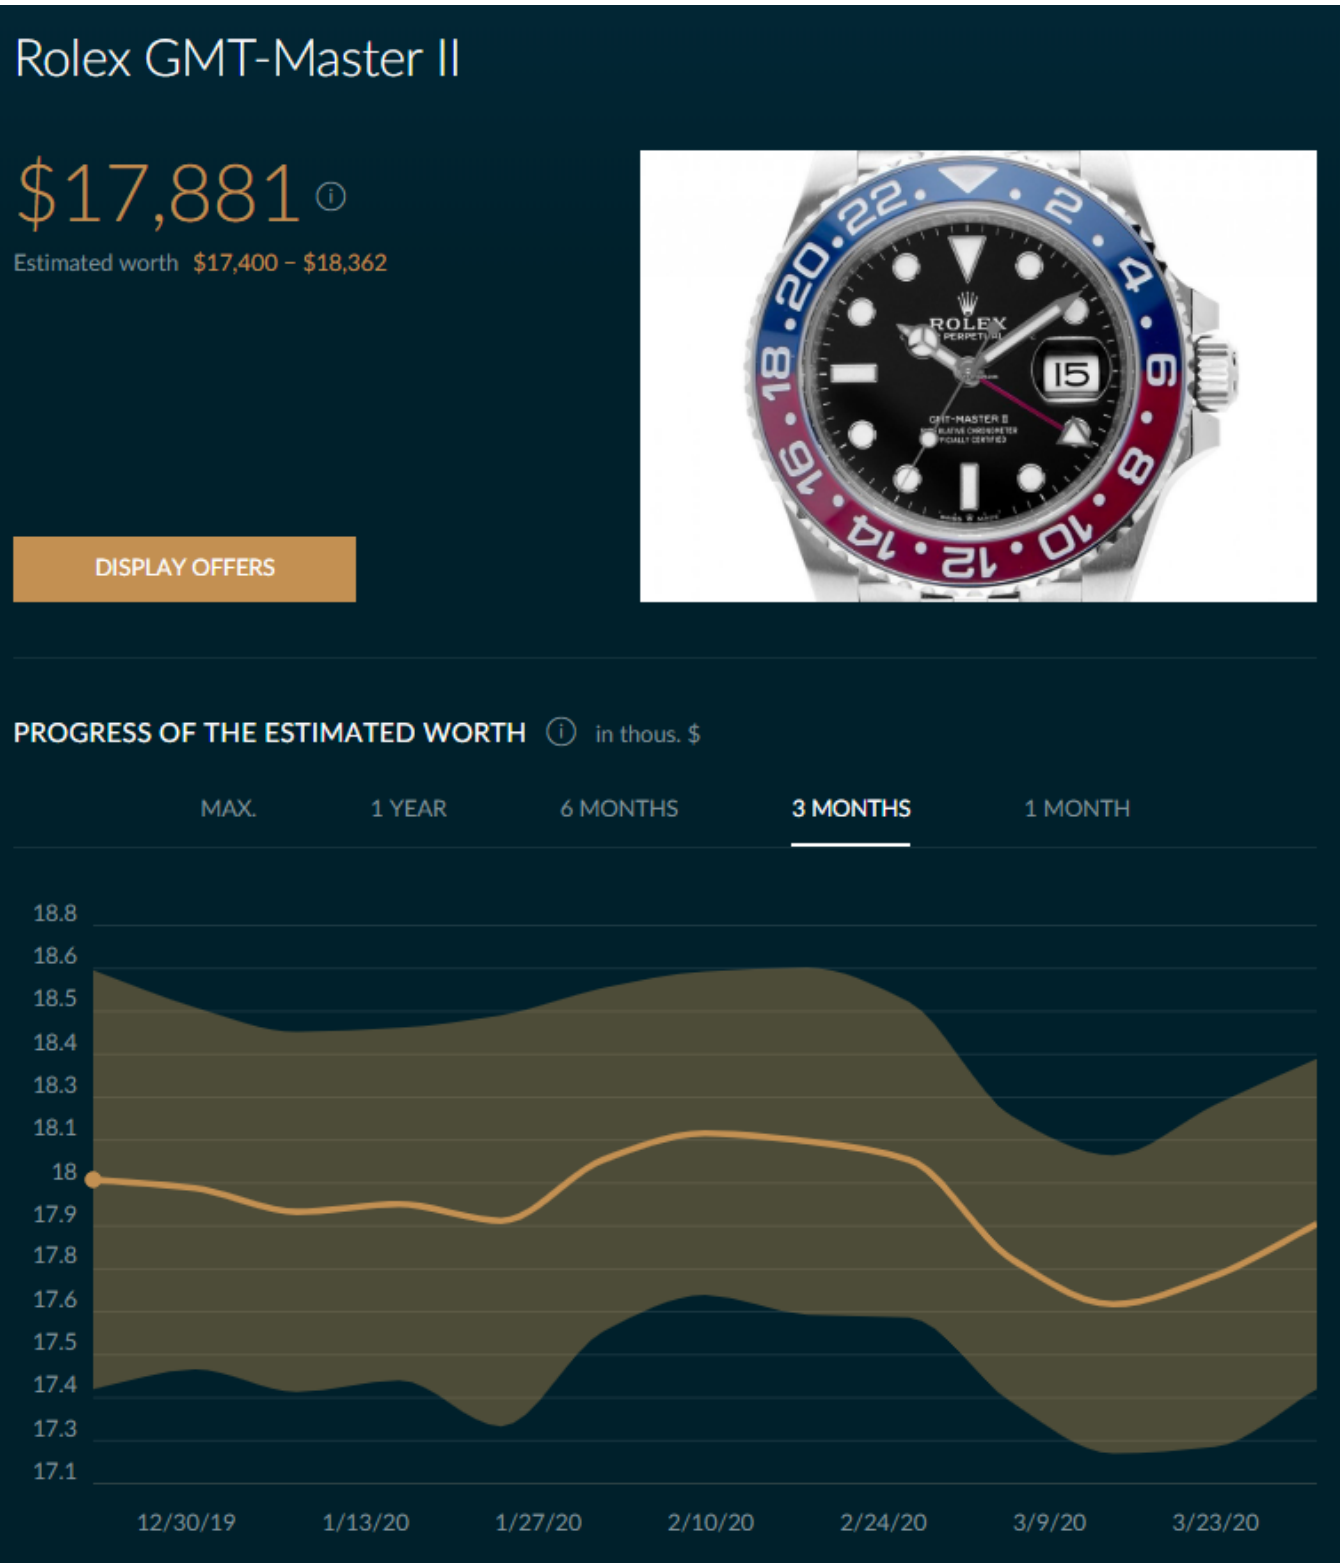 Rolex GMT-Master II
$17,881
Estimated worth $17,400 – $18,362
22
2
20
4
18
6
16
8
14
10
12
ROLEX
PERPETUAL
15
GMT-MASTER II
CHRONOMETER
CERTIFIED
DISPLAY OFFERS
PROGRESS OF THE ESTIMATED WORTH in thous. $
MAX. 1 YEAR 6 MONTHS 3 MONTHS 1 MONTH
18.8
18.6
18.5
18.4
18.3
18.1
18
17.9
17.8
17.6
17.5
17.4
17.3
17.1
12/30/19 1/13/20 1/27/20 2/10/20 2/24/20 3/9/20 3/23/20